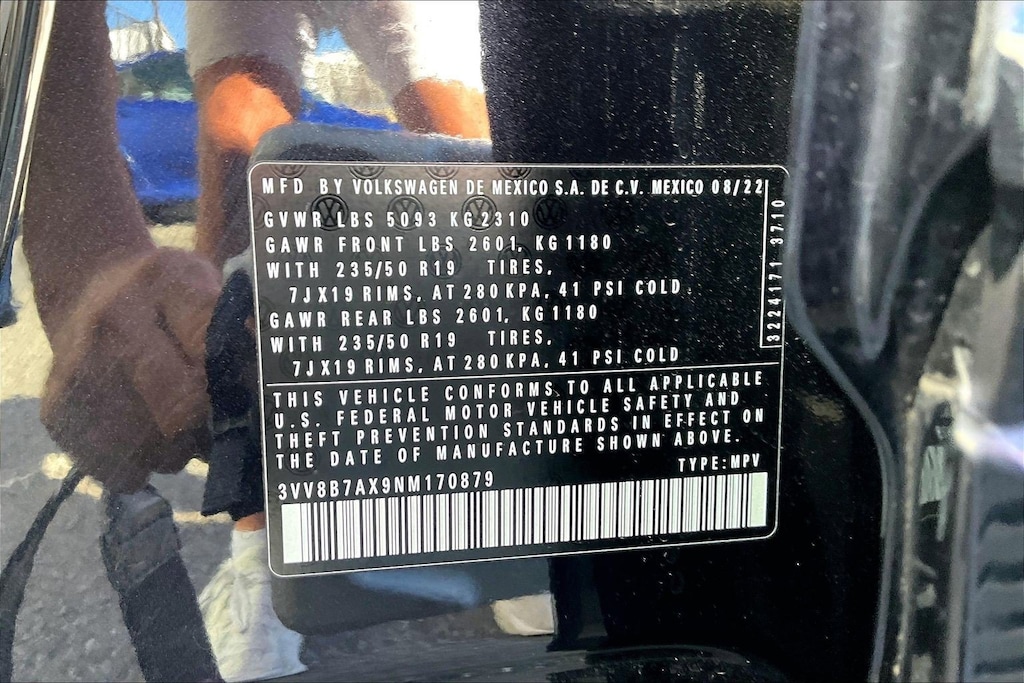 MFD BY VOLKSWAGEN DE MEXICO S.A. DE C.V. MEXICO 08/22
GVWR LBS 5093 KG 2310
GAWR FRONT LBS 2601, KG 1180
WITH 235/50 R19 TIRES,
7JX19 RIMS, AT 280 KPA, 41 PSI COLD
GAWR REAR LBS 2601, KG 1180
WITH 235/50 R19 TIRES,
7JX19 RIMS, AT 280 KPA, 41 PSI COLD
32224171 3710
THIS VEHICLE CONFORMS TO ALL APPLICABLE
U.S. FEDERAL MOTOR VEHICLE SAFETY AND
THEFT PREVENTION STANDARDS IN EFFECT ON
THE DATE OF MANUFACTURE SHOWN ABOVE.
TYPE: MPV
3VV8B7AX9NM170879